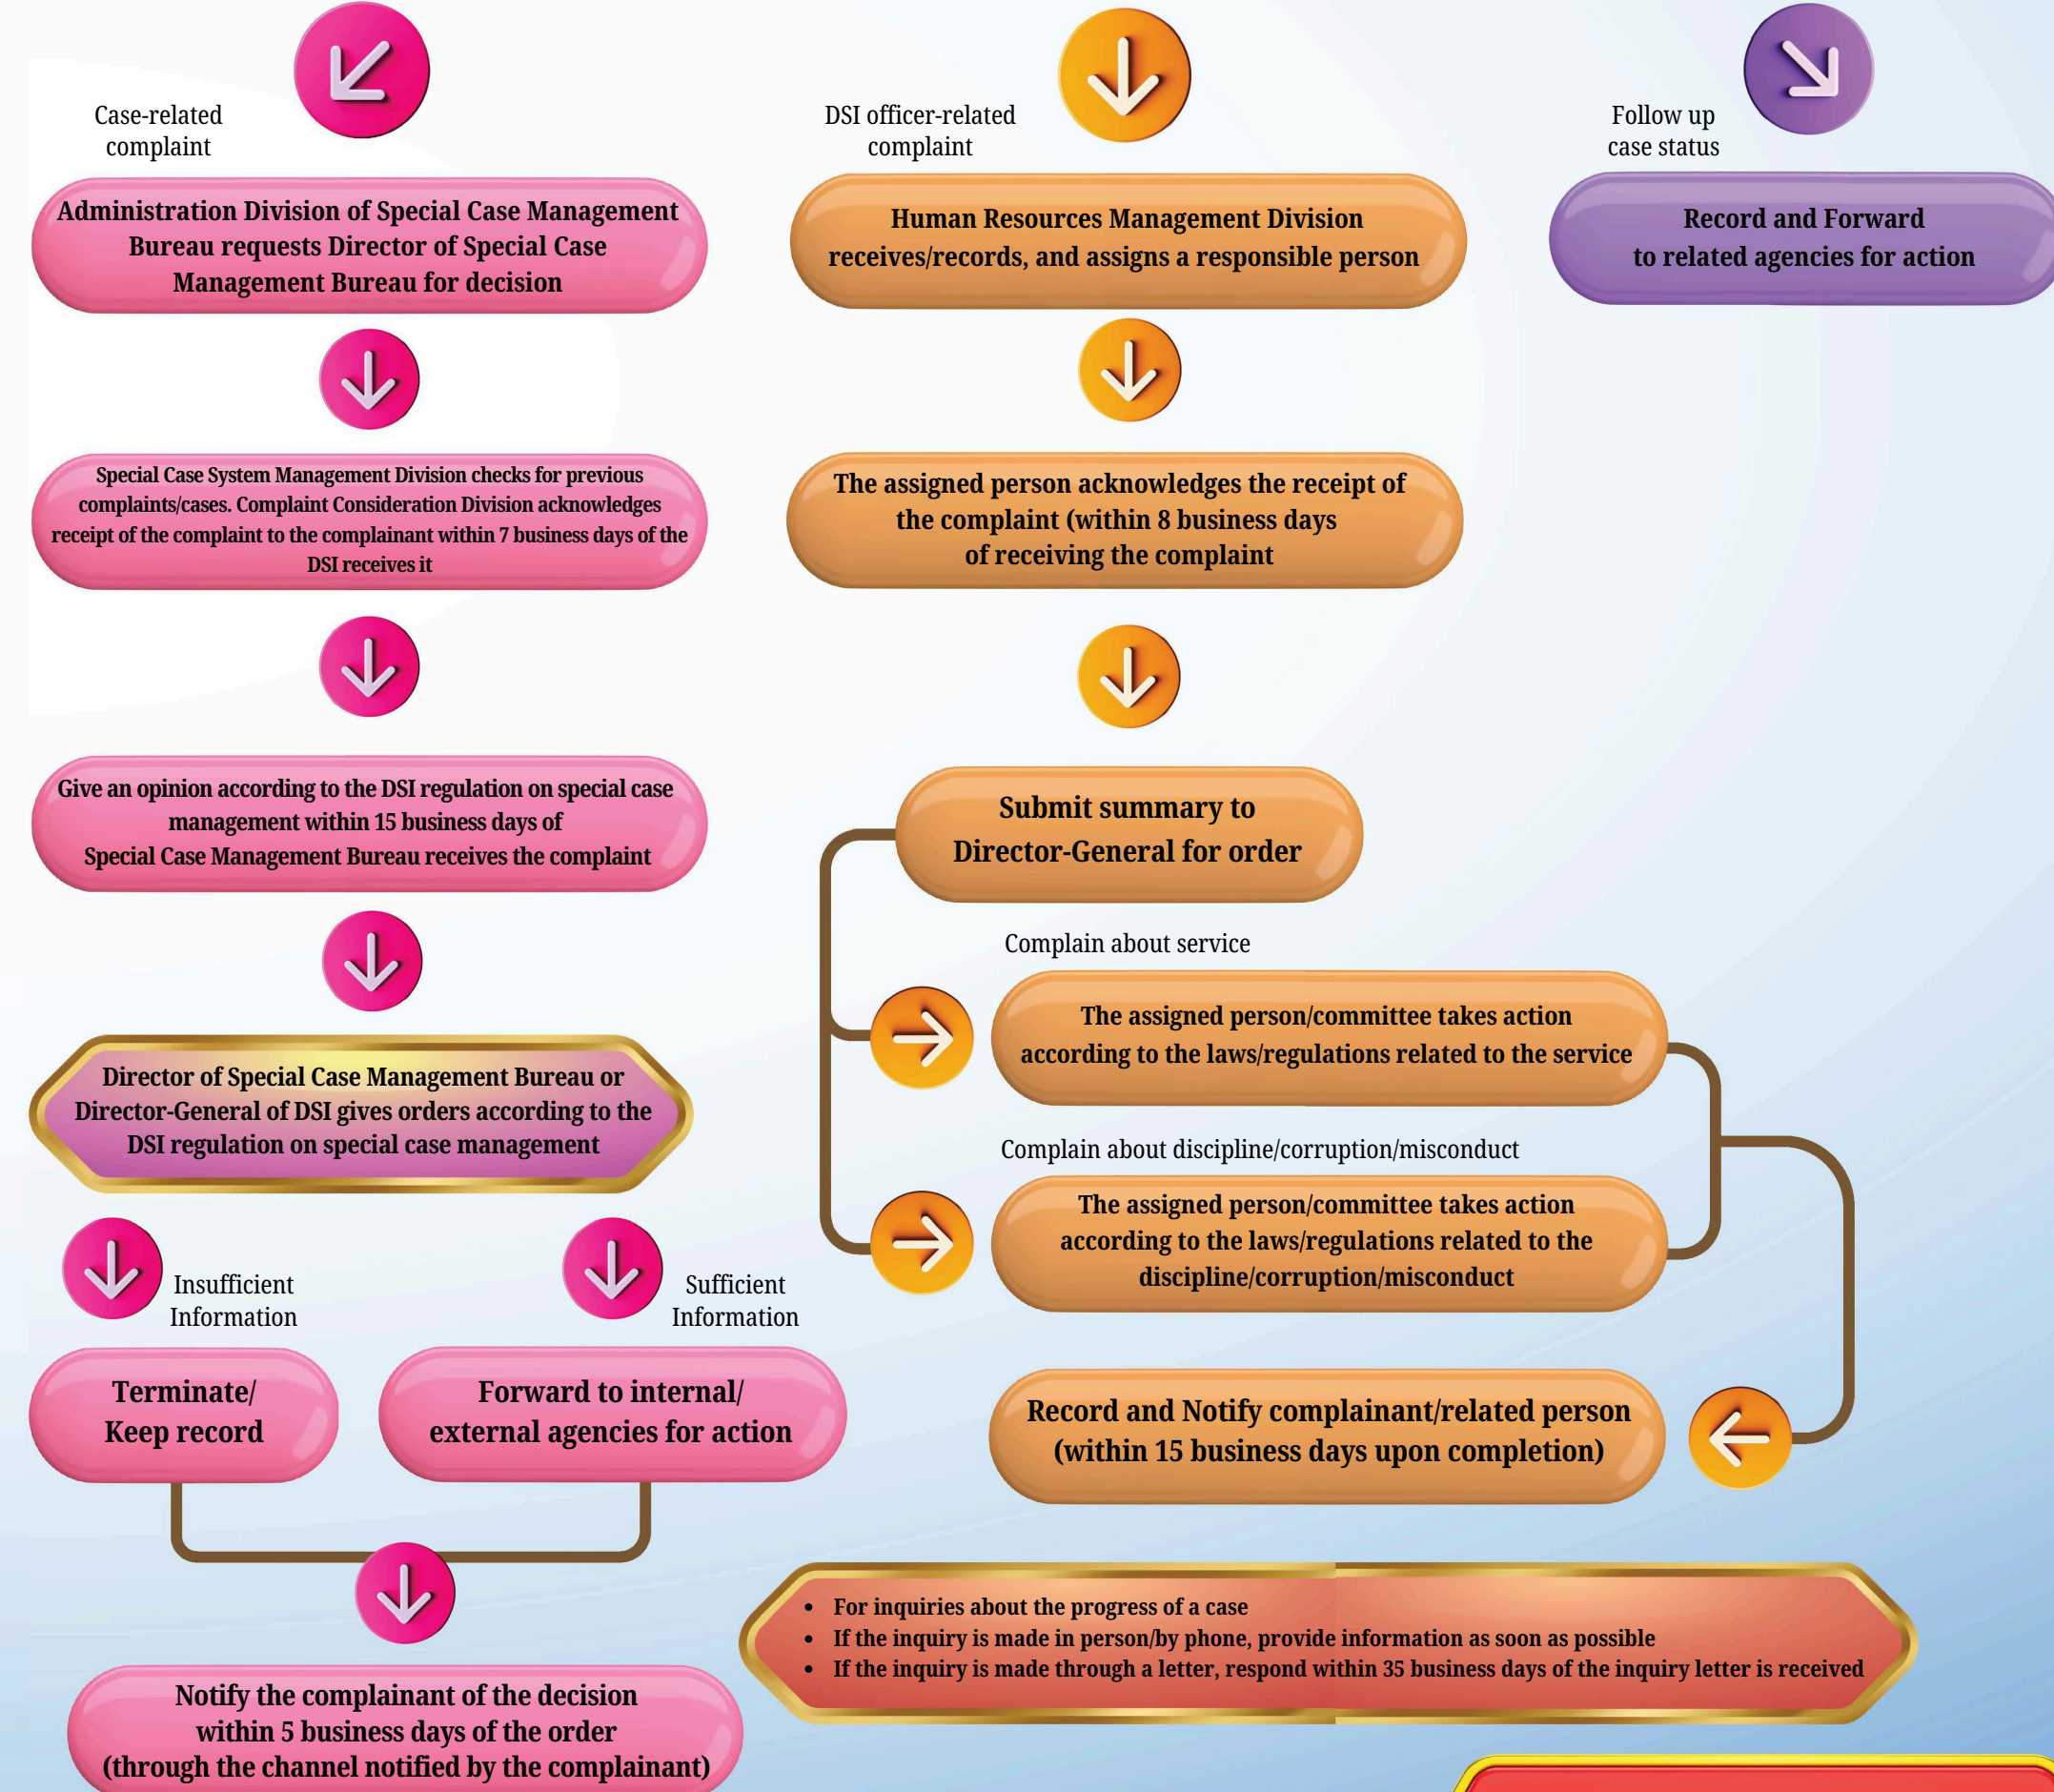 Case-related
complaint
Administration Division of Special Case Management
Bureau requests Director of Special Case
Management Bureau for decision
Special Case System Management Division checks for previous
complaints/cases. Complaint Consideration Division acknowledges
receipt of the complaint to the complainant within 7 business days of the
DSI receives it
Give an opinion according to the DSI regulation on special case
management within 15 business days of
Special Case Management Bureau receives the complaint
Director of Special Case Management Bureau or
Director-General of DSI gives orders according to the
DSI regulation on special case management
Insufficient
Information
Sufficient
Information
Terminate/
Keep record
Forward to internal/
external agencies for action
Notify the complainant of the decision
within 5 business days of the order
(through the channel notified by the complainant)
DSI officer-related
complaint
Human Resources Management Division
receives/records, and assigns a responsible person
The assigned person acknowledges the receipt of
the complaint (within 8 business days
of receiving the complaint
Submit summary to
Director-General for order
Complain about service
The assigned person/committee takes action
according to the laws/regulations related to the service
Complain about discipline/corruption/misconduct
The assigned person/committee takes action
according to the laws/regulations related to the
discipline/corruption/misconduct
Record and Notify complainant/related person
(within 15 business days upon completion)
Follow up
case status
Record and Forward
to related agencies for action
• For inquiries about the progress of a case
• If the inquiry is made in person/by phone, provide information as soon as possible
• If the inquiry is made through a letter, respond within 35 business days of the inquiry letter is received